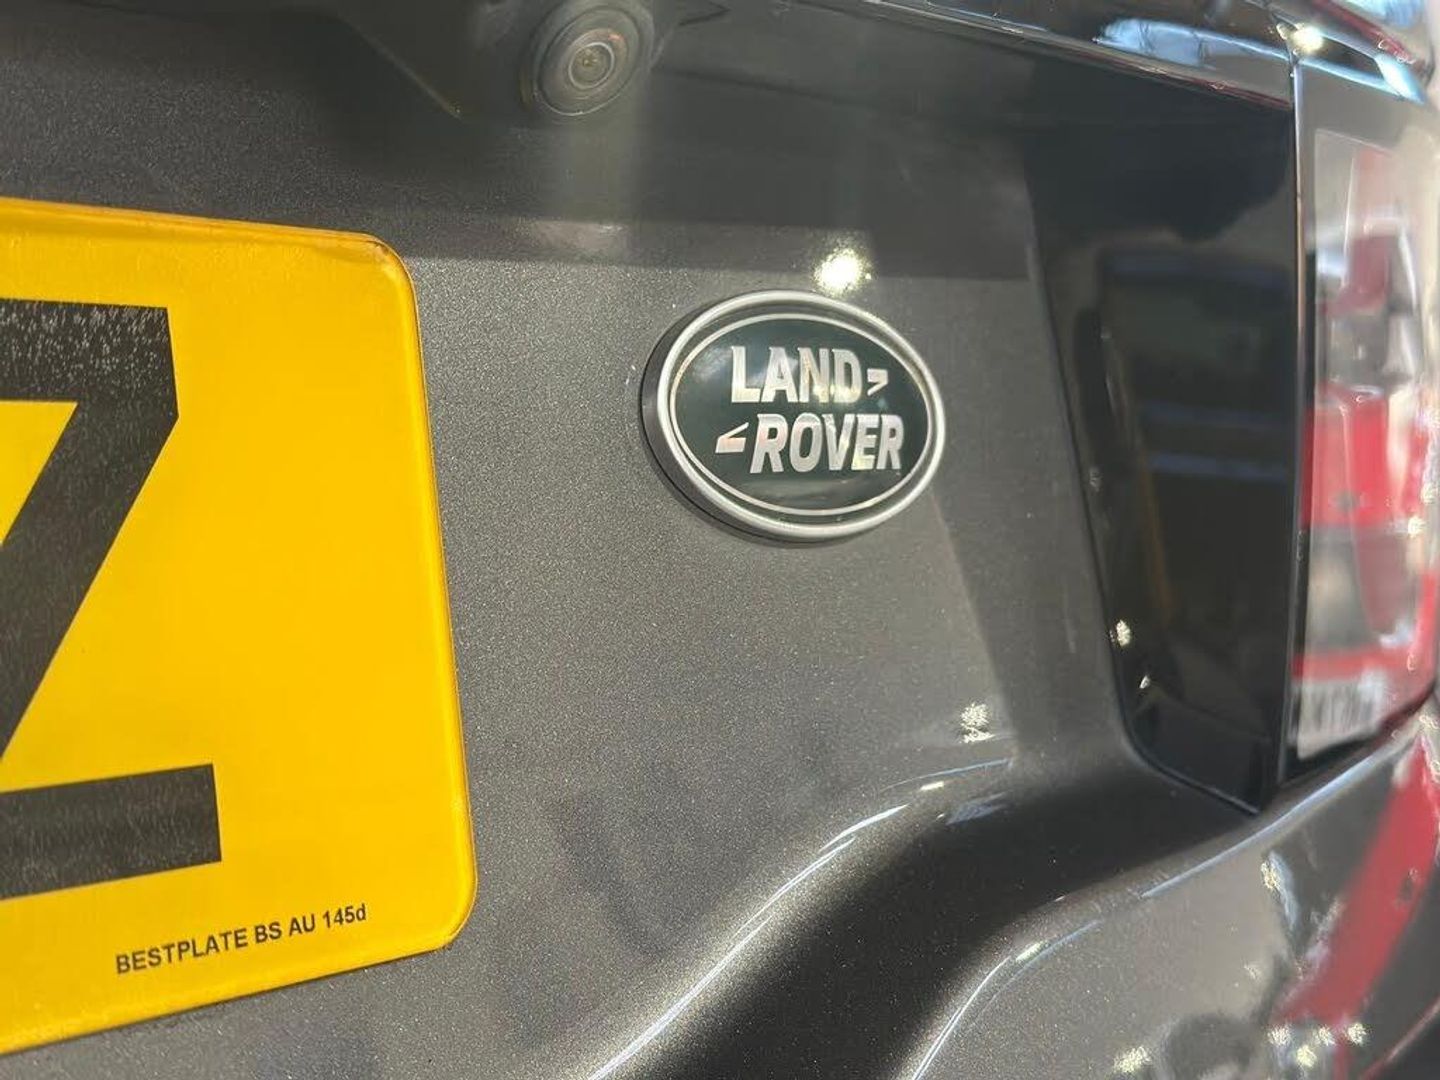 Z
LAND
ROVER
BESTPLATE BS AU 145d